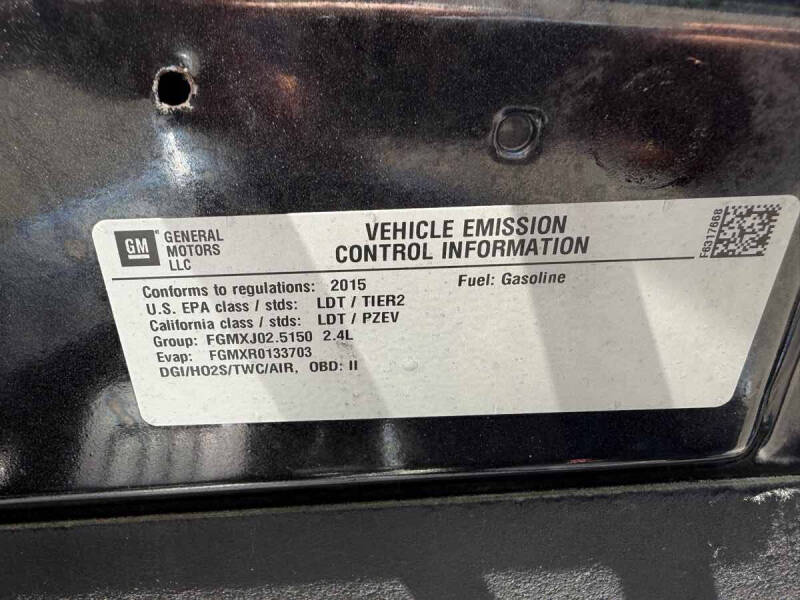 GM® GENERAL MOTORS LLC
VEHICLE EMISSION
CONTROL INFORMATION
F6317868
Conforms to regulations: 2015 Fuel: Gasoline
U.S. EPA class / stds: LDT / TIER2
California class / stds: LDT / PZEV
Group: FGMXJ02.5150 2.4L
Evap: FGMXR0133703
DGI/HO2S/TWC/AIR, OBD: II